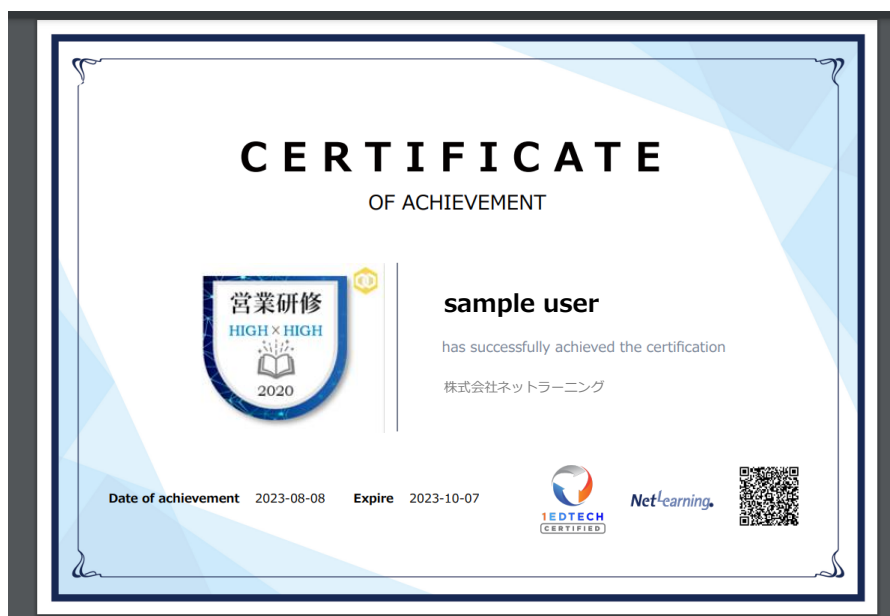 CERTIFICATE
OF ACHIEVEMENT
営業研修
HIGH×HIGH
2020
sample user
has successfully achieved the certification
株式会社ネットラーニング
Date of achievement 2023-08-08 Expire 2023-10-07
1EDTECH
CERTIFIED
NetLearning.